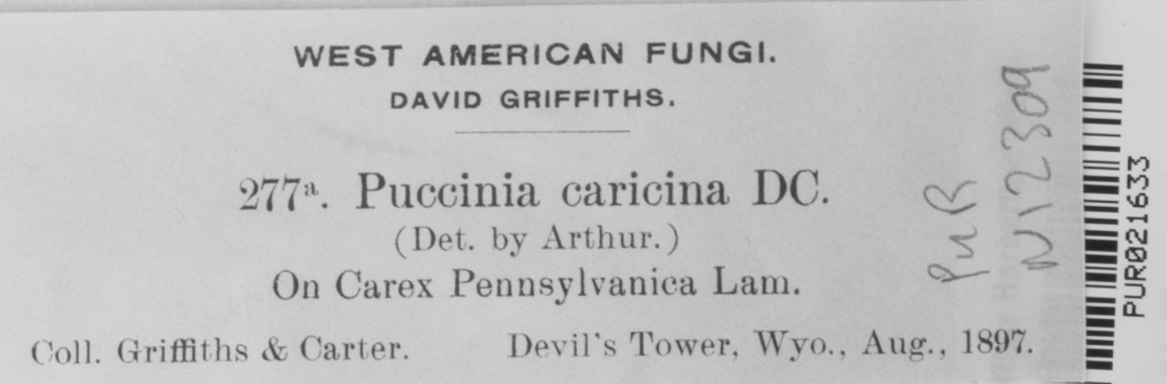 WEST AMERICAN FUNGI.
DAVID GRIFFITHS.
277ª. Puccinia caricina DC.
(Det. by Arthur.)
On Carex Pennsylvanica Lam.
Coll. Griffiths & Carter. Devil's Tower, Wyo., Aug., 1897.
PUR
N12309
PUR021633